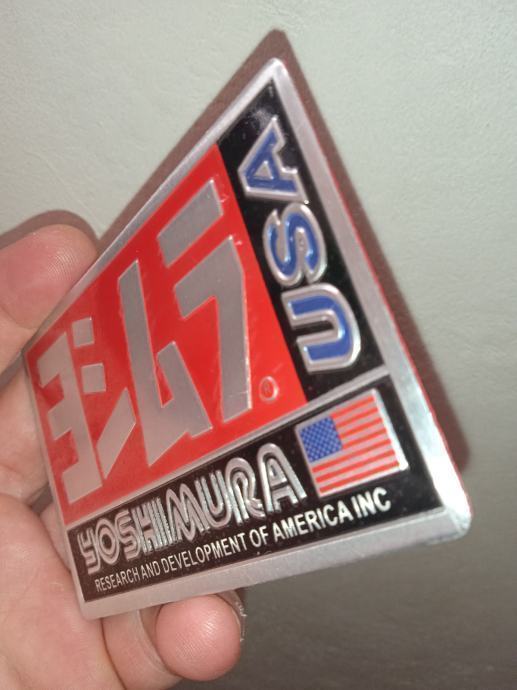 ヨシムラ®
USA
YOSHIMURA
RESEARCH AND DEVELOPMENT OF AMERICA INC